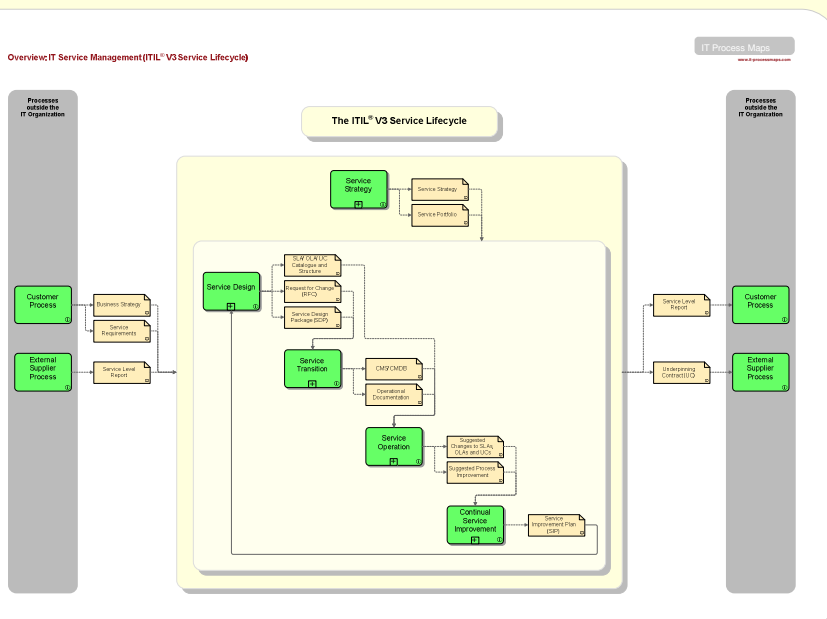 IT Process Maps
www.it-processmaps.com
Overview: IT Service Management (ITIL® V3 Service Lifecycle)
Processes
outside the
IT Organization
The ITIL® V3 Service Lifecycle
Processes
outside the
IT Organization
Service
Strategy
Service Strategy
Service Portfolio
Service Design
SLA/ OLA/ UC
Catalogue and
Structure
Request for Change
(RFC)
Service Design
Package (SDP)
Customer
Process
Business Strategy
Service
Requirements
External
Supplier
Process
Service Level
Report
Service
Transition
CMS/CMDB
Operational
Documentation
Service
Operation
Suggested
Changes to SLAs,
OLAs and UCs
Suggested Process
Improvement
Continual
Service
Improvement
Service
Improvement Plan
(SIP)
Service Level
Report
Customer
Process
Underpinning
Contract (UC)
External
Supplier
Process